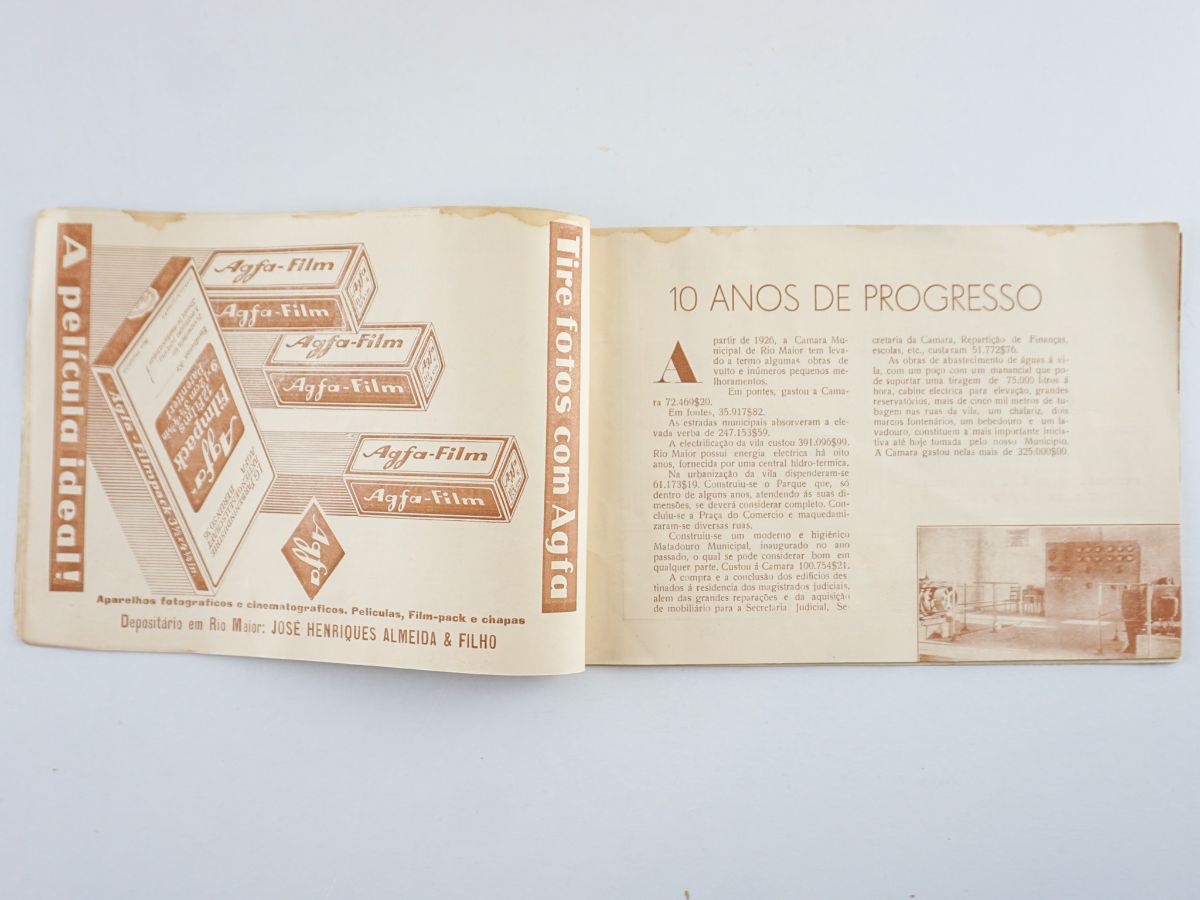 A película ideal!
Agfa-Film
Agfa-Film
Agfa-Film
Agfa-Film
Agfa-Film
Agfa-Film
Agfa
Filmpack
Agfa-Filmpack 9x12cm
Agfa
Tire fotos com Agfa
Aparelhos fotograficos e cinematograficos. Peliculas, Film-pack e chapas
Depositário em Rio Maior: JOSÉ HENRIQUES ALMEIDA & FILHO
10 ANOS DE PROGRESSO
A partir de 1926, a Camara Mu-
nicipal de Rio Maior tem leva-
do a termo algumas obras de
vulto e inúmeros pequenos me-
lhoramentos.
Em pontes, gastou a Cama-
ra 72.469$20.
Em fontes, 35.917$82.
As estradas municipais absorveram a ele-
vada verba de 247.153$59.
A electrificação da vila custou 391.096$99.
Rio Maior possui energia electrica há oito
anos, fornecida por uma central hidro-termica.
Na urbanização da vila dispenderam-se
61.173$19. Construiu-se o Parque que, só
dentro de alguns anos, atendendo ás suas di-
mensões, se deverá considerar completo. Con-
cluiu-se a Praça do Comercio e maquedami-
zaram-se diversas ruas.
Construiu-se um moderno e higiénico
Matadouro Municipal, inaugurado no ano
passado, o qual se pode considerar bom em
qualquer parte. Custou á Camara 100.754$21.
A compra e a conclusão dos edificios des
tinados á residencia dos magistrados judiciais,
alem das grandes reparações e da aquisição
de mobiliário para a Secretaria Judicial, Se-
cretaria da Camara, Repartição de Finanças,
escolas, etc., custaram 51.772$76.
As obras de abastecimento de águas á vi-
la, com um poço com um manancial que po-
de suportar uma tiragem de 75.000 litros á
hora, cabine electrica para elevação, grandes
reservatórios, mais de cinco mil metros de tu-
bagem nas ruas da vila, um chafariz, dois
marcos fontenários, um bebedouro e um la-
vadouro, constituem a mais importante inicia-
tiva até hoje tomada pelo nosso Municipio.
A Camara gastou nelas mais de 325.000$00.